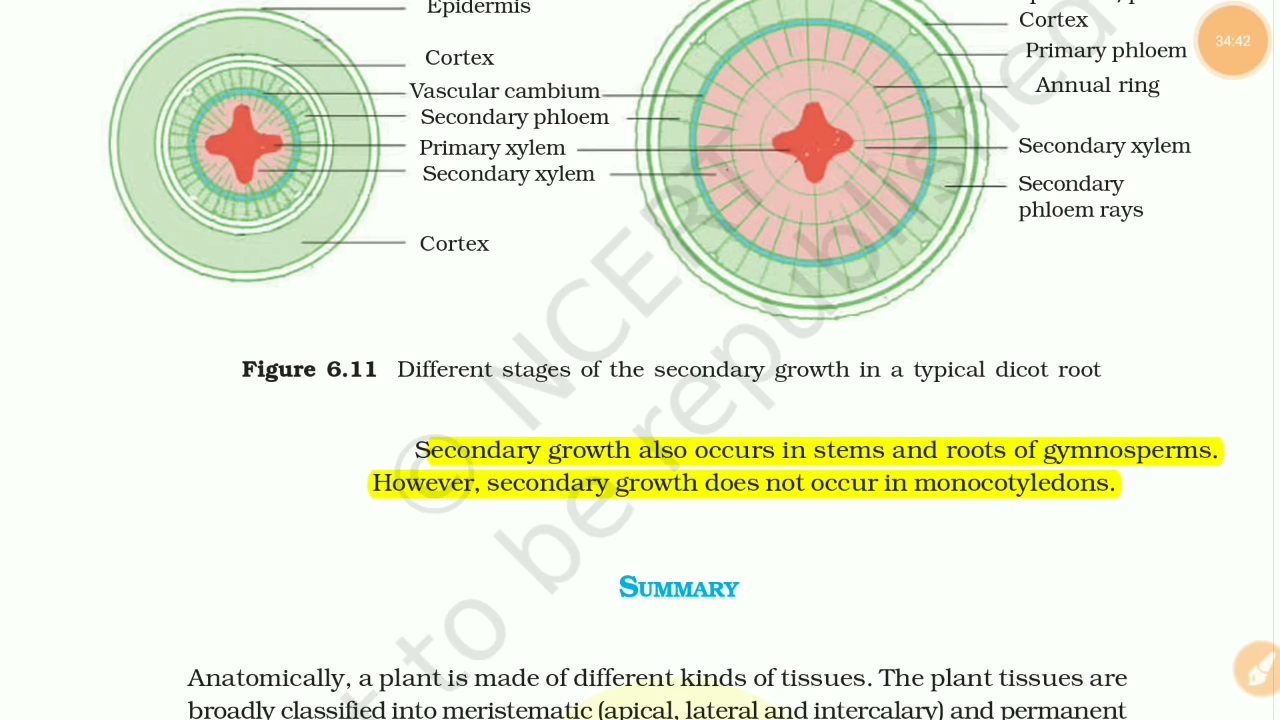 Epidermis
Cortex
Vascular cambium
Secondary phloem
Primary xylem
Secondary xylem
Cortex
Cortex
Primary phloem
Annual ring
Secondary xylem
Secondary
phloem rays
34:42
Figure 6.11 Different stages of the secondary growth in a typical dicot root
Secondary growth also occurs in stems and roots of gymnosperms.
However, secondary growth does not occur in monocotyledons.
SUMMARY
Anatomically, a plant is made of different kinds of tissues. The plant tissues are
broadly classified into meristematic (apical, lateral and intercalary) and permanent
© NCERT
to be republished